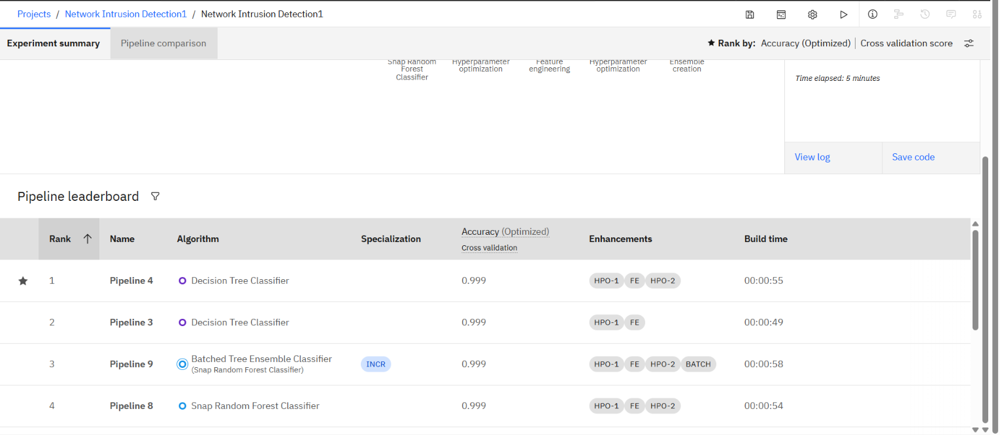 Projects / Network Intrusion Detection1 / Network Intrusion Detection1
Experiment summary
Pipeline comparison
Rank by: Accuracy (Optimized) | Cross validation score
Snap Random
Forest
Classifier
Hyperparameter
optimization
Feature
engineering
Hyperparameter
optimization
Ensemble
creation
Time elapsed: 5 minutes
View log
Save code
Pipeline leaderboard
Rank Name Algorithm Specialization Accuracy (Optimized) Enhancements Build time
Cross validation
1 Pipeline 4 Decision Tree Classifier 0.999 HPO-1 FE HPO-2 00:00:55
2 Pipeline 3 Decision Tree Classifier 0.999 HPO-1 FE 00:00:49
3 Pipeline 9 Batched Tree Ensemble Classifier INCR 0.999 HPO-1 FE HPO-2 BATCH 00:00:58
(Snap Random Forest Classifier)
4 Pipeline 8 Snap Random Forest Classifier 0.999 HPO-1 FE HPO-2 00:00:54